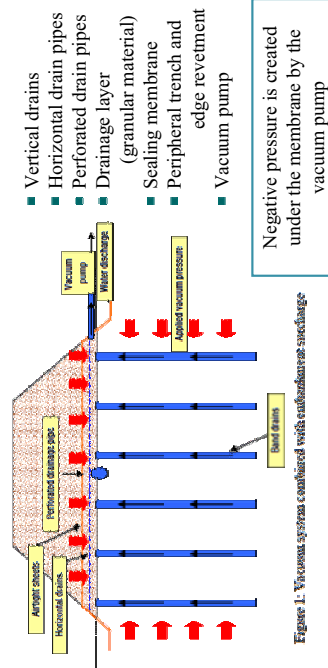 Vertical drains
Horizontal drain pipes
Perforated drain pipes
Drainage layer
(granular material)
Sealing membrane
Peripheral trench and
edge revetment
Vacuum pump
Negative pressure is created
under the membrane by the
vacuum pump
Vacuum
pump
Water discharge
Perforated drainage pipe
Airtight sheets
Horizontal drains
Applied vacuum pressure
Band drains
Figure 1: Vacuum system combined with embankment surcharge